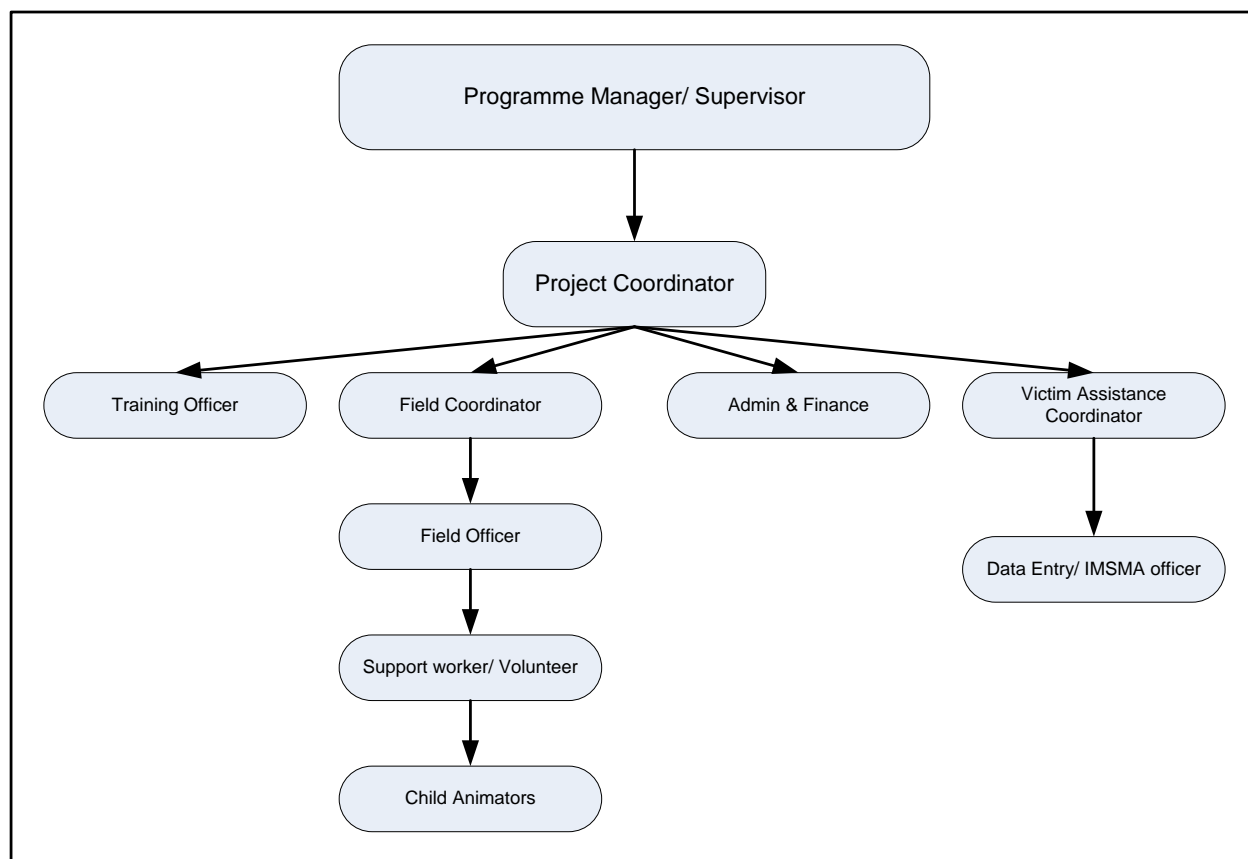 Programme Manager/ Supervisor
Project Coordinator
Training Officer
Field Coordinator
Admin & Finance
Victim Assistance
Coordinator
Field Officer
Data Entry/ IMSMA officer
Support worker/ Volunteer
Child Animators